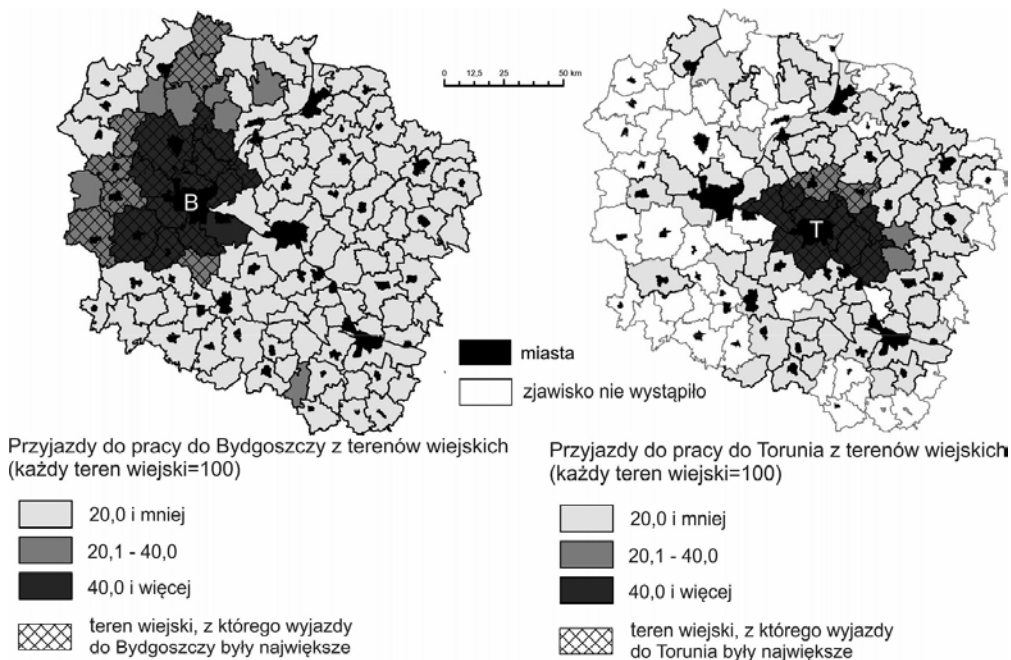 0 12,5 25 50 km
B
T
miasta
zjawisko nie wystąpiło
Przyjazdy do pracy do Bydgoszczy z terenów wiejskich
(każdy teren wiejski=100)
20,0 i mniej
20,1 - 40,0
40,0 i więcej
teren wiejski, z którego wyjazdy
do Bydgoszczy były największe
Przyjazdy do pracy do Torunia z terenów wiejskich
(każdy teren wiejski=100)
20,0 i mniej
20,1 - 40,0
40,0 i więcej
teren wiejski, z którego wyjazdy
do Torunia były największe